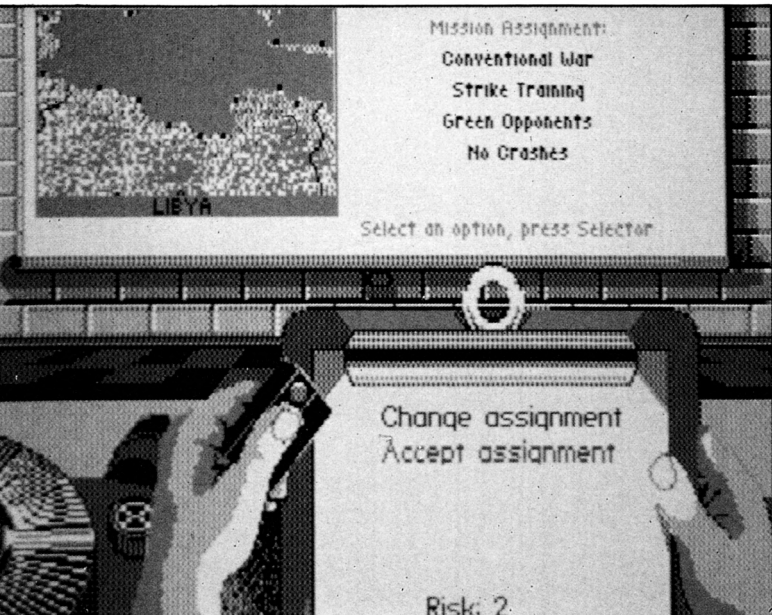 Mission Assignment:
Conventional War
Strike Training
Green Opponents
No Crashes
LIBYA
Select an option, press Selector
Change assignment
Accept assignment
Risk: 2